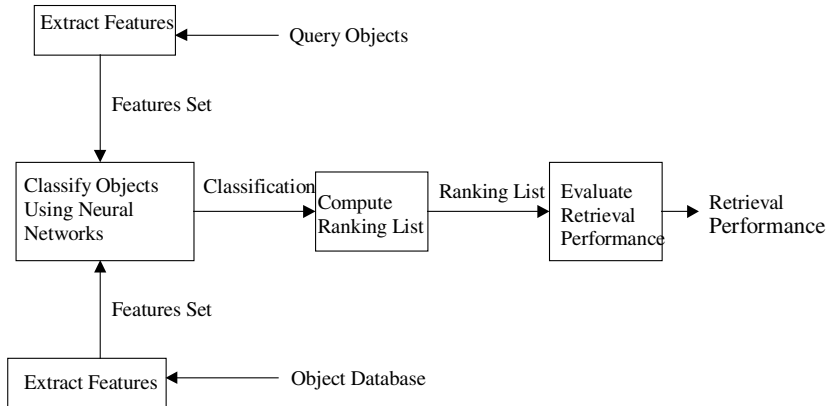 Extract Features
Query Objects
Features Set
Classify Objects
Using Neural
Networks
Classification
Compute
Ranking List
Ranking List
Evaluate
Retrieval
Performance
Retrieval
Performance
Features Set
Extract Features
Object Database